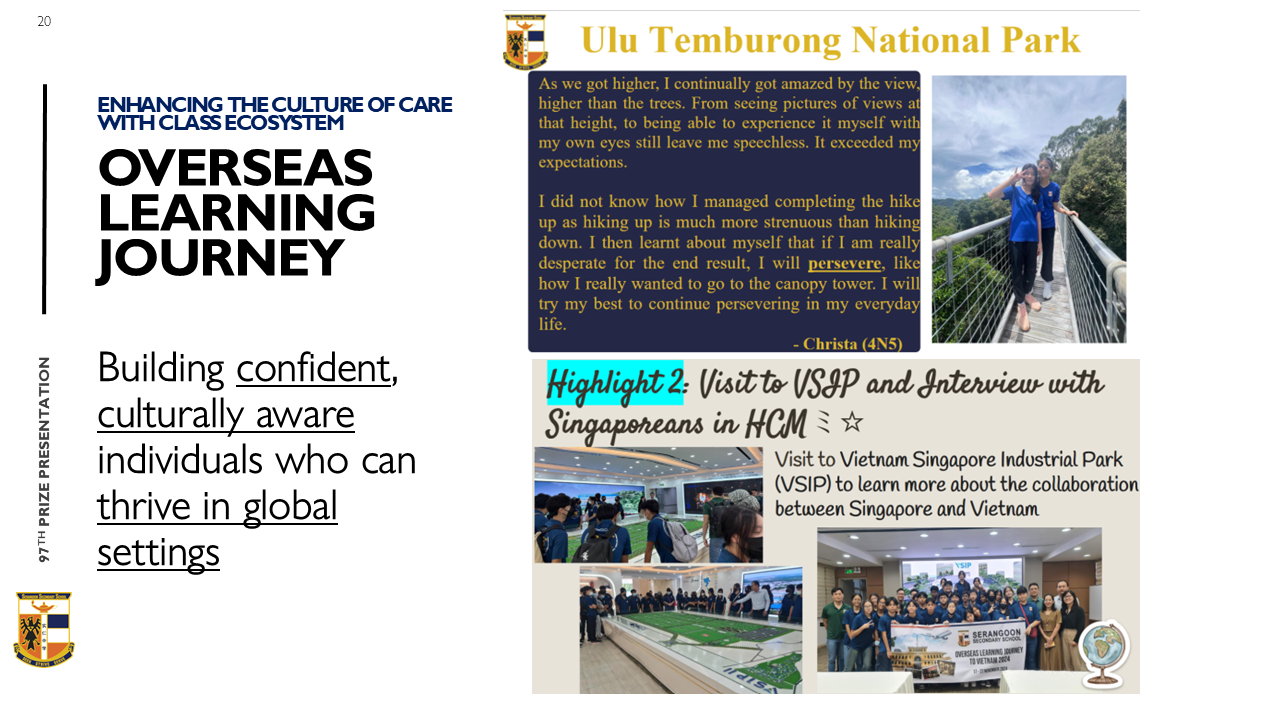 20
ENHANCING THE CULTURE OF CARE
WITH CLASS ECOSYSTEM
OVERSEAS
LEARNING
JOURNEY
Building confident,
culturally aware
individuals who can
thrive in global
settings
97TH PRIZE PRESENTATION
Ulu Temburong National Park
As we got higher, I continually got amazed by the view,
higher than the trees. From seeing pictures of views at
that height, to being able to experience it myself with
my own eyes still leave me speechless. It exceeded my
expectations.
I did not know how I managed completing the hike
up as hiking up is much more strenuous than hiking
down. I then learnt about myself that if I am really
desperate for the end result, I will persevere, like
how I really wanted to go to the canopy tower. I will
try my best to continue persevering in my everyday
life.
- Christa (4N5)
Highlight 2: Visit to VSIP and Interview with
Singaporeans in HCM ミ ☆
Visit to Vietnam Singapore Industrial Park
(VSIP) to learn more about the collaboration
between Singapore and Vietnam
VSIP
VSIP
SERANGOON
SECONDARY SCHOOL
OVERSEAS LEARNING JOURNEY
TO VIETNAM 2024